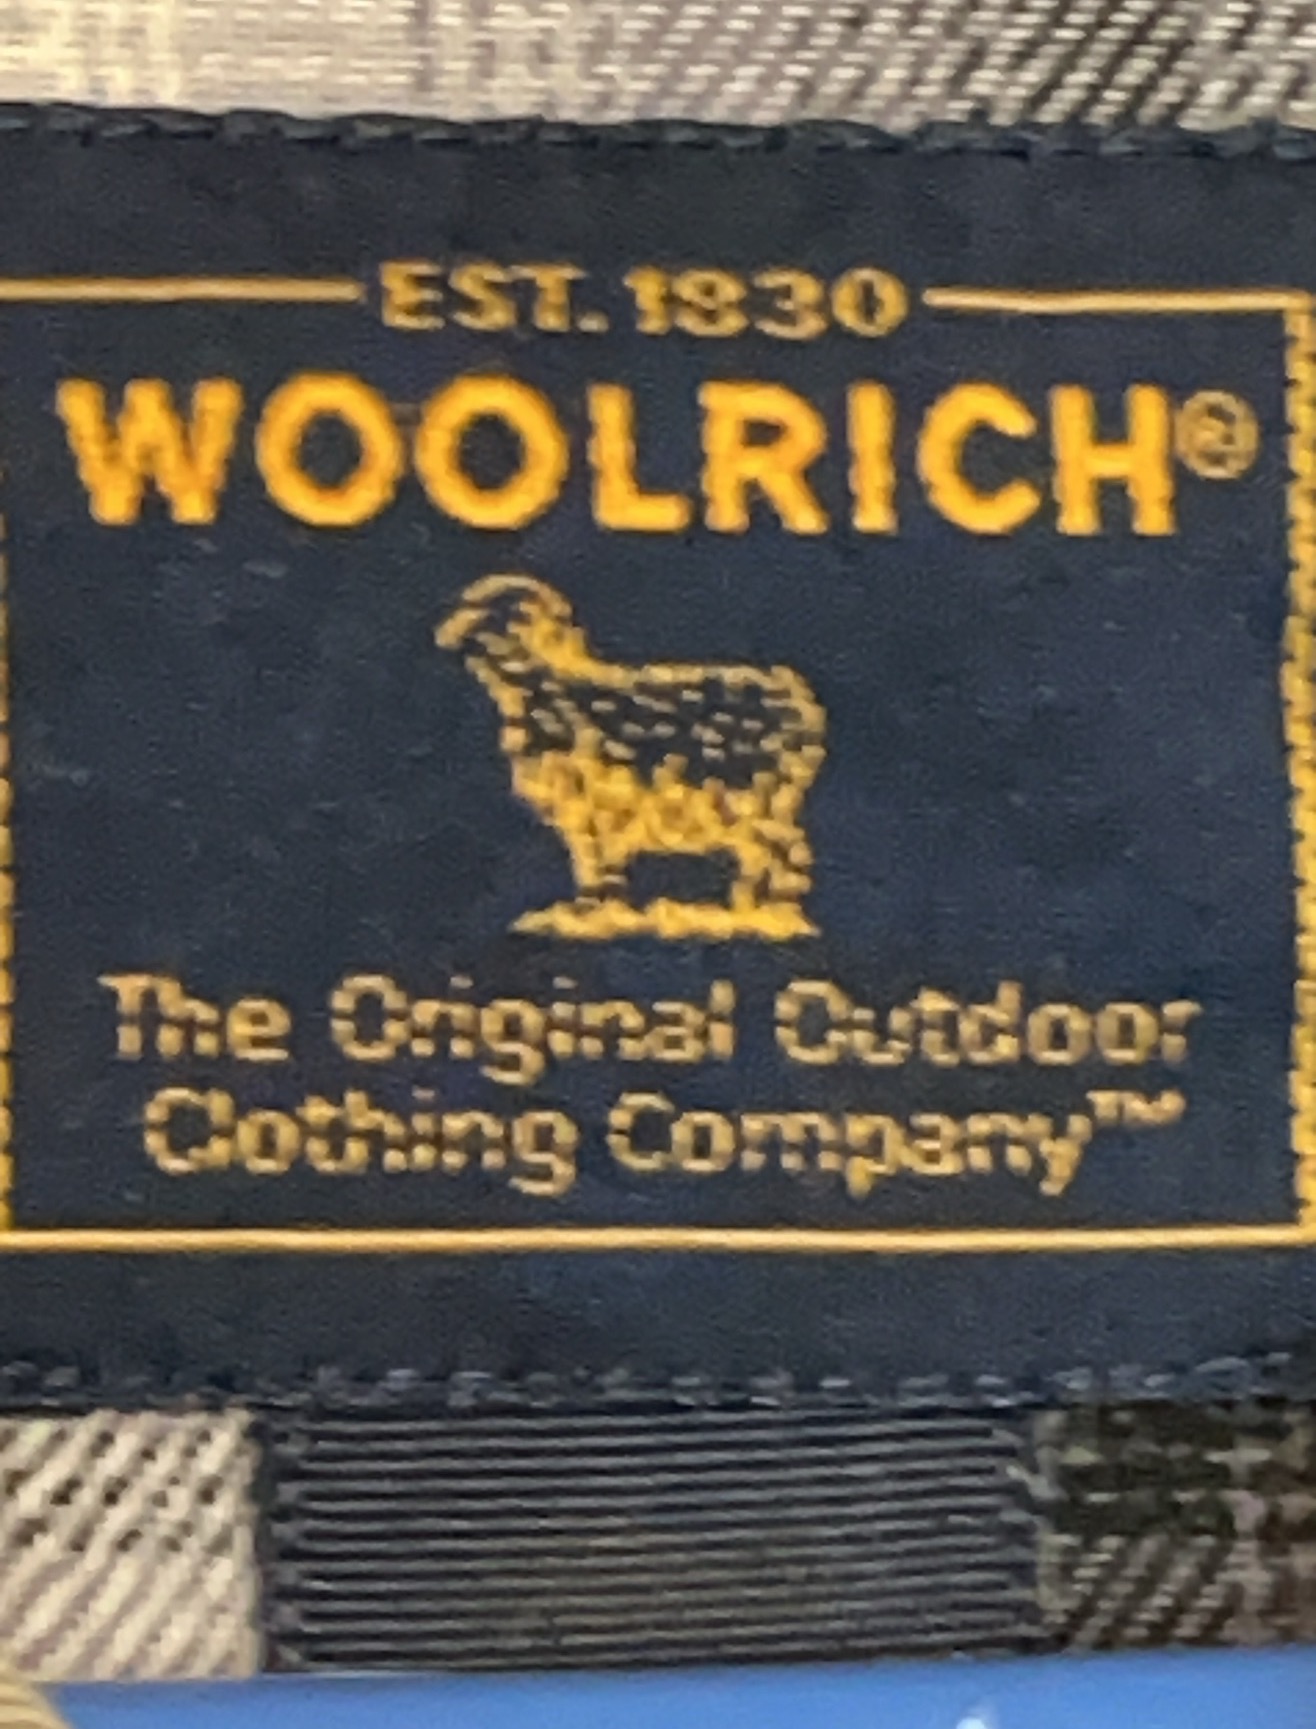 EST. 1830
WOOLRICH®
The Original Outdoor
Clothing Company™